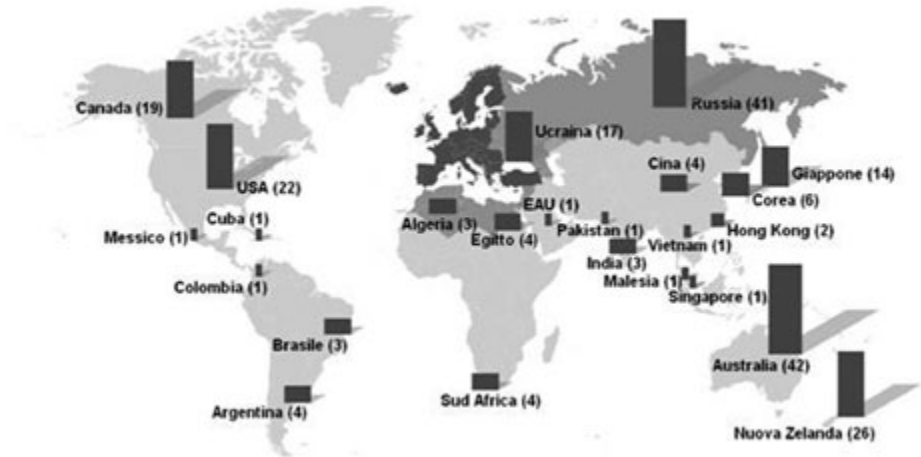 Canada (19)
Russia (41)
Ucraina (17)
Cina (4)
Giappone (14)
USA (22)
Corea (6)
Cuba (1)
EAU (1)
Algeria (3)
Egitto (4)
Pakistan (1)
Hong Kong (2)
Messico (1)
Vietnam (1)
India (3)
Colombia (1)
Malesia (1)
Singapore (1)
Brasile (3)
Australia (42)
Sud Africa (4)
Argentina (4)
Nuova Zelanda (26)